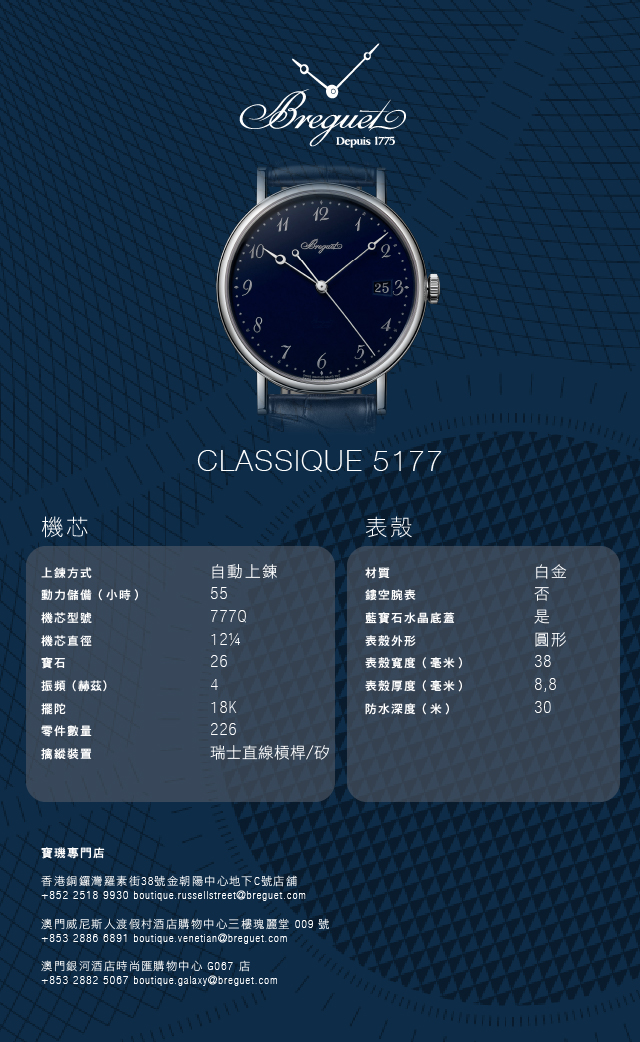 Breguet
Depuis 1775
12
11 1
10 Breguet 2
9 25 3
8 4
7 5
6
CLASSIQUE 5177
機芯
上鍊方式 自動上鍊
動力儲備（小時） 55
機芯型號 777Q
機芯直徑 12¼
寶石 26
振頻（赫茲） 4
擺陀 18K
零件數量 226
擒縱裝置 瑞士直線槓桿/矽
表殼
材質 白金
鏤空腕表 否
藍寶石水晶底蓋 是
表殼外形 圓形
表殼寬度（毫米） 38
表殼厚度（毫米） 8,8
防水深度（米） 30
寶璣專門店
香港銅鑼灣羅素街38號金朝陽中心地下C號店舖
+852 2518 9930 boutique.russellstreet@breguet.com
澳門威尼斯人渡假村酒店購物中心三樓瑰麗堂 009 號
+853 2886 6891 boutique.venetian@breguet.com
澳門銀河酒店時尚匯購物中心 G067 店
+853 2882 5067 boutique.galaxy@breguet.com